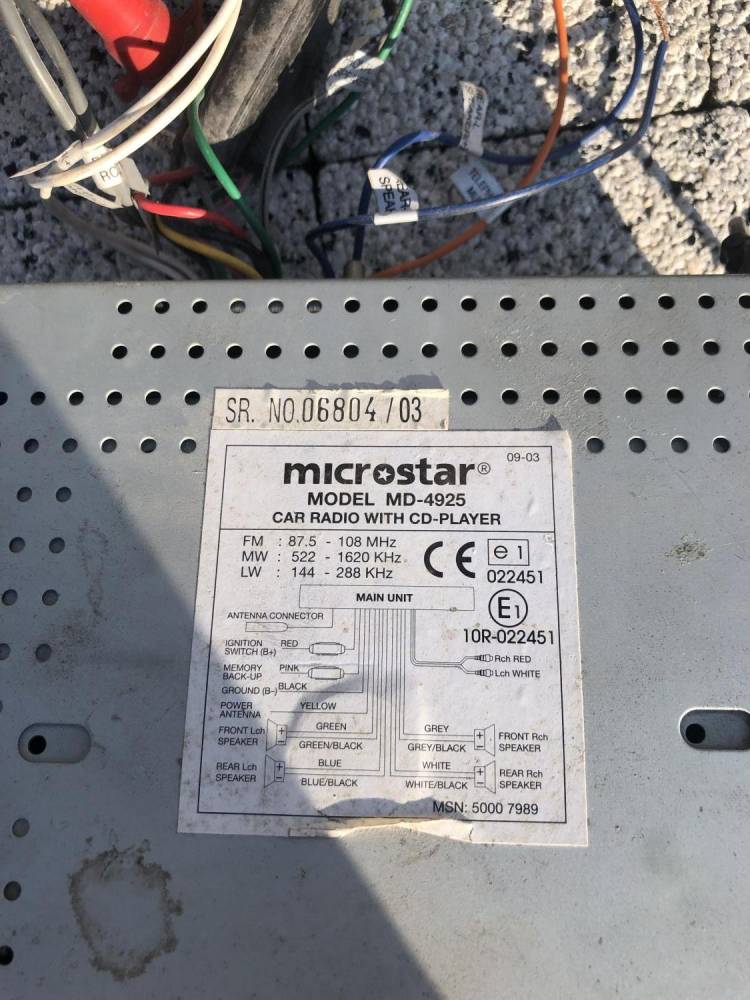 RO
REAR
SPEAK
SR. NO.06804/03
09-03
microstar®
MODEL MD-4925
CAR RADIO WITH CD-PLAYER
FM : 87.5 - 108 MHz
MW : 522 - 1620 KHz
LW : 144 - 288 KHz
CE
e1
022451
E1
10R-022451
MAIN UNIT
ANTENNA CONNECTOR
IGNITION RED
SWITCH (B+)
MEMORY PINK
BACK-UP
GROUND (B-) BLACK
POWER YELLOW
ANTENNA
FRONT Lch GREEN
SPEAKER GREEN/BLACK
REAR Lch BLUE
SPEAKER BLUE/BLACK
Rch RED
Lch WHITE
GREY FRONT Rch
GREY/BLACK SPEAKER
WHITE REAR Rch
WHITE/BLACK SPEAKER
MSN: 5000 7989